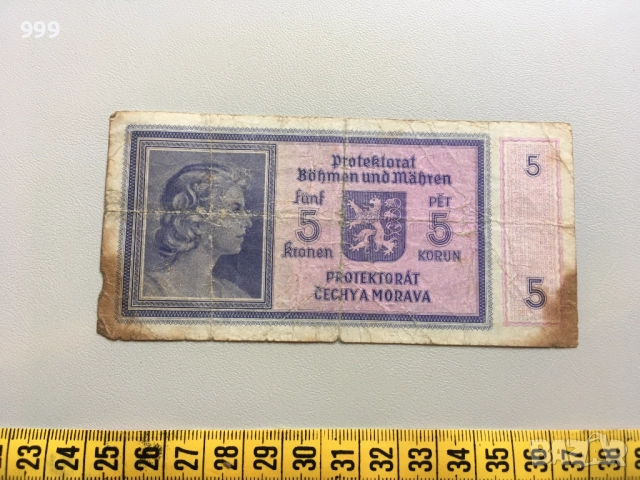 999
Protektorat
Böhmen und Mähren
fünf PĚT
5 5
kronen KORUN
PROTEKTORÁT
ČECHY A MORAVA
5
5
23 24 25 26 27 28 29 30 31 32 33 34 35 36 37 38